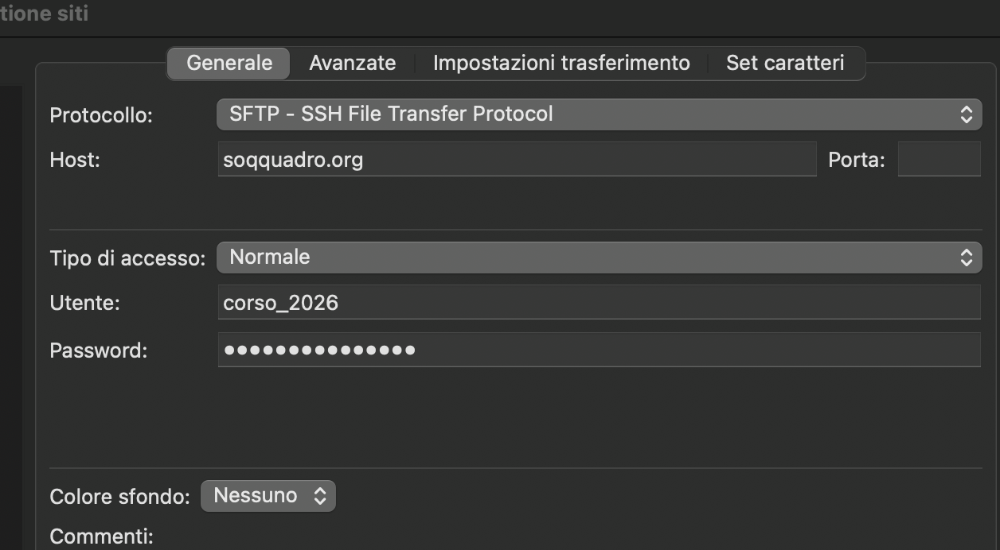 tione siti
Generale Avanzate Impostazioni trasferimento Set caratteri
Protocollo: SFTP - SSH File Transfer Protocol
Host: soqquadro.org Porta:
Tipo di accesso: Normale
Utente: corso_2026
Password: ●●●●●●●●●●●●●●●
Colore sfondo: Nessuno
Commenti: